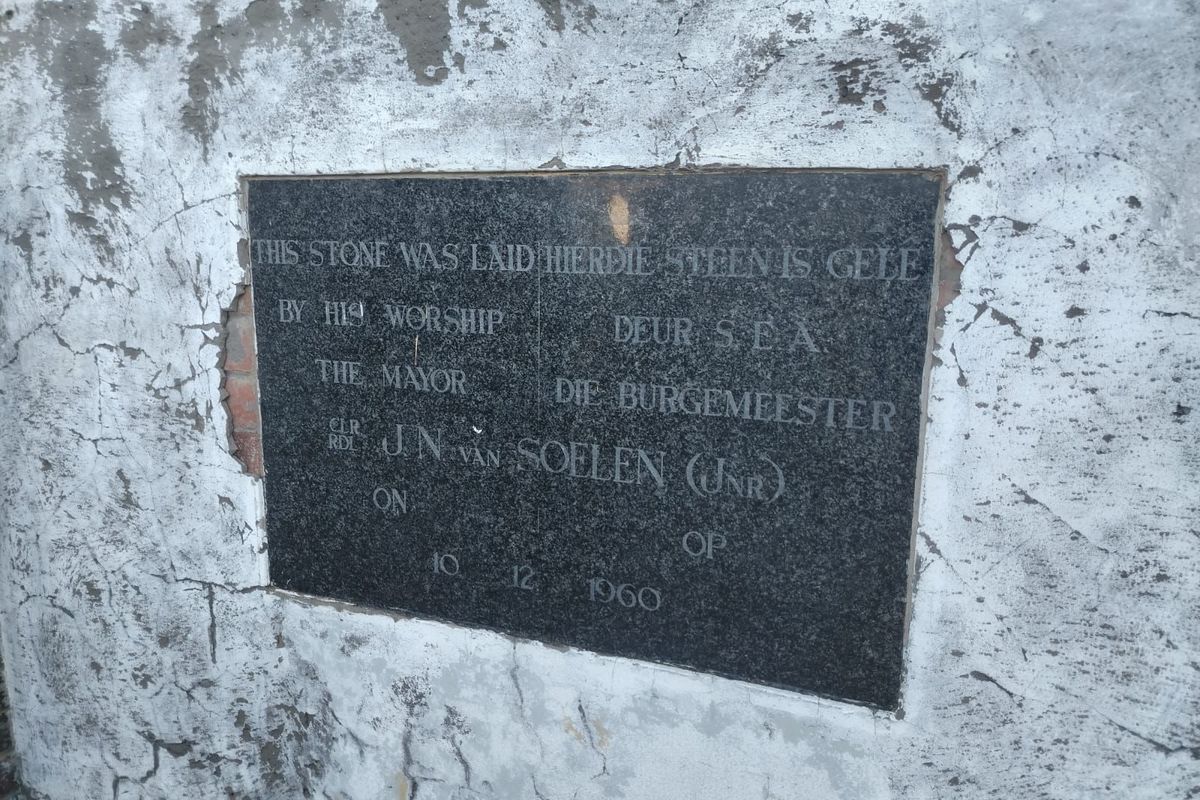 THIS STONE WAS LAID HIERDIE STEEN IS GELÊ
BY HIS WORSHIP DEUR S.E.A.
THE MAYOR DIE BURGEMEESTER
CLR
RDL J.N. VAN SOELEN (JNR)
ON OP
10 12 1960